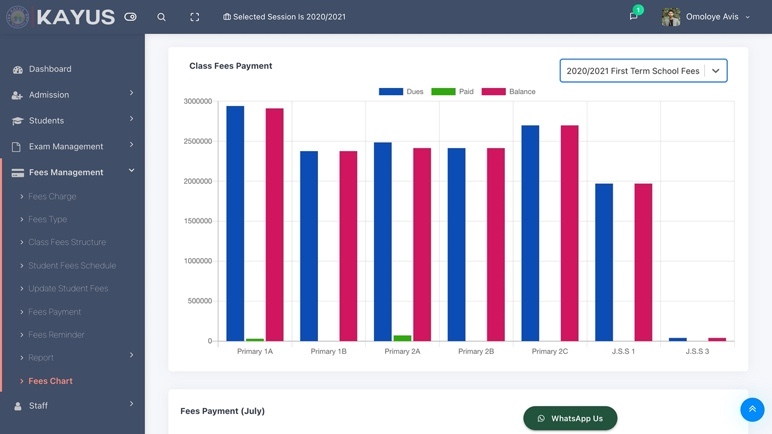 KAYUS
Selected Session Is 2020/2021
1
Omoloye Avis
Dashboard
Admission
Students
Exam Management
Fees Management
Fees Charge
Fees Type
Class Fees Structure
Student Fees Schedule
Update Student Fees
Fees Payment
Fees Reminder
Report
Fees Chart
Staff
Class Fees Payment
2020/2021 First Term School Fees
Dues Paid Balance
3000000
2500000
2000000
1500000
1000000
500000
0
Primary 1A Primary 1B Primary 2A Primary 2B Primary 2C J.S.S 1 J.S.S 3
Fees Payment (July)
WhatsApp Us